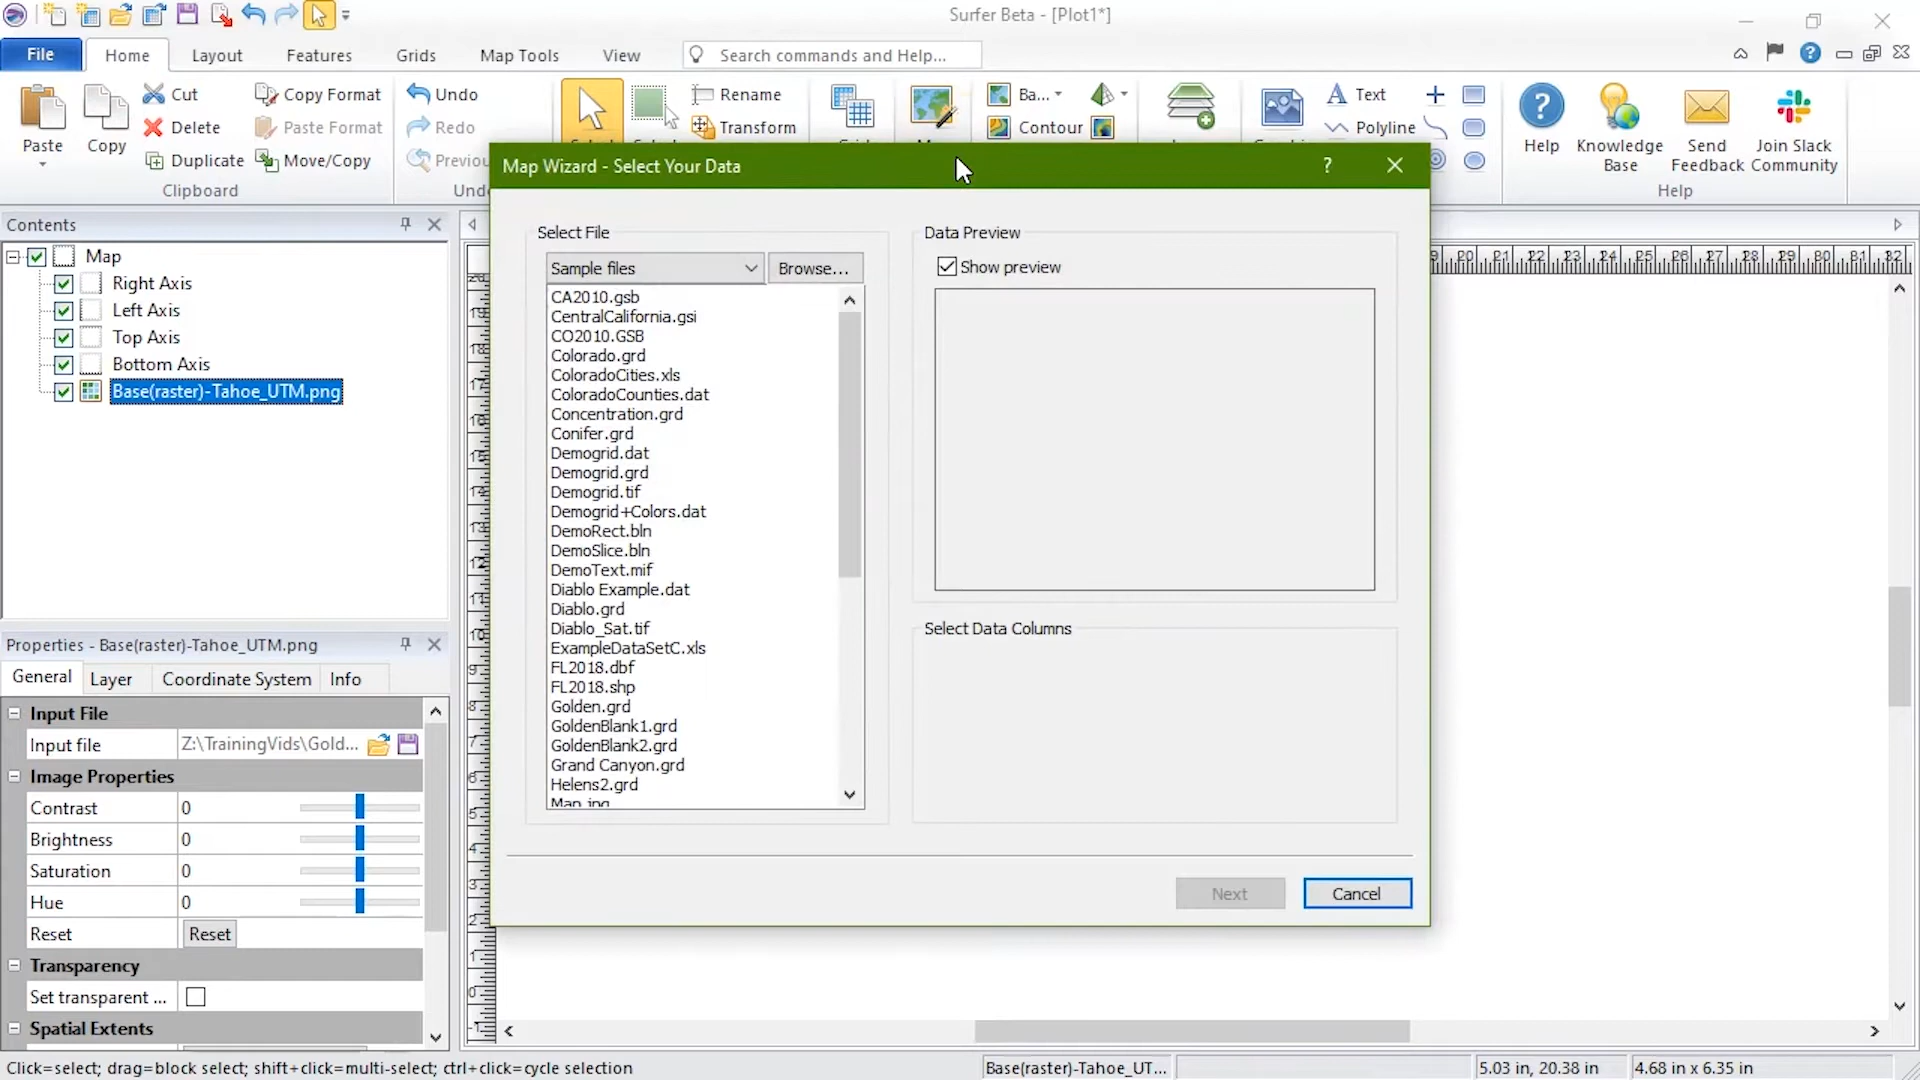 Surfer Beta - [Plot1*]
File
Home
Layout
Features
Grids
Map Tools
View
Search commands and Help...
Paste
Copy
Cut
Delete
Duplicate
Copy Format
Paste Format
Move/Copy
Clipboard
Undo
Redo
Previou
Und
Rename
Transform
Ba...
Contour
Text
Polyline
Help
Knowledge
Base
Send
Feedback
Join Slack
Community
Help
Contents
Map
Right Axis
Left Axis
Top Axis
Bottom Axis
Base(raster)-Tahoe_UTM.png
Properties - Base(raster)-Tahoe_UTM.png
General
Layer
Coordinate System
Info
Input File
Input file
Z:\TrainingVids\Gold...
Image Properties
Contrast 0
Brightness 0
Saturation 0
Hue 0
Reset Reset
Transparency
Set transparent ...
Spatial Extents
Map Wizard - Select Your Data
?
Select File
Sample files
Browse...
CA2010.gsb
CentralCalifornia.gsi
CO2010.GSB
Colorado.grd
ColoradoCities.xls
ColoradoCounties.dat
Concentration.grd
Conifer.grd
Demogrid.dat
Demogrid.grd
Demogrid.tif
Demogrid+Colors.dat
DemoRect.bln
DemoSlice.bln
DemoText.mif
Diablo Example.dat
Diablo.grd
Diablo_Sat.tif
ExampleDataSetC.xls
FL2018.dbf
FL2018.shp
Golden.grd
GoldenBlank1.grd
GoldenBlank2.grd
Grand Canyon.grd
Helens2.grd
Map.jpg
Data Preview
Show preview
Select Data Columns
Next
Cancel
Click=select; drag=block select; shift+click=multi-select; ctrl+click=cycle selection
Base(raster)-Tahoe_UT...
5.03 in, 20.38 in
4.68 in x 6.35 in